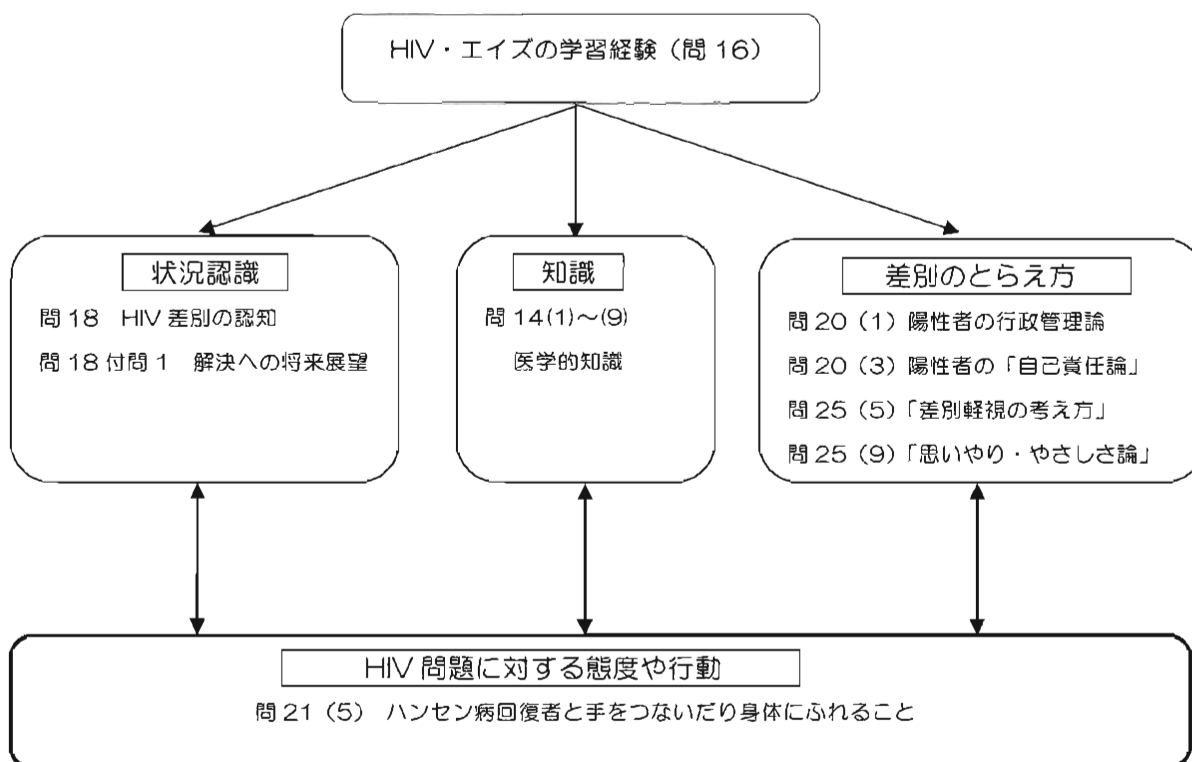 HIV・エイズの学習経験（問 16）
状況認識
問 18　HIV 差別の認知
問 18 付問 1　解決への将来展望
知識
問 14(1)～(9)
医学的知識
差別のとらえ方
問 20（1）陽性者の行政管理論
問 20（3）陽性者の「自己責任論」
問 25（5）「差別軽視の考え方」
問 25（9）「思いやり・やさしさ論」
HIV 問題に対する態度や行動
問 21（5）　ハンセン病回復者と手をつないだり身体にふれること